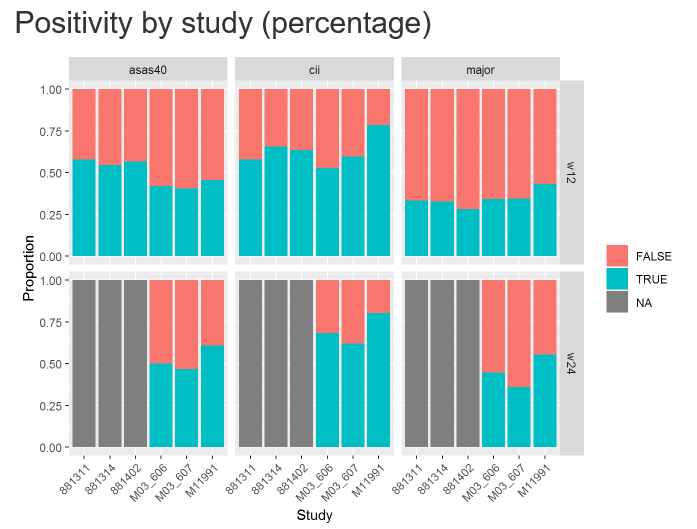 Positivity by study (percentage)
asas40
cii
major
1.00
0.75
0.50
0.25
0.00
w12
1.00
0.75
0.50
0.25
0.00
w24
Proportion
881311
881314
881402
M03_606
M03_607
M11991
881311
881314
881402
M03_606
M03_607
M11991
881311
881314
881402
M03_606
M03_607
M11991
Study
FALSE
TRUE
NA